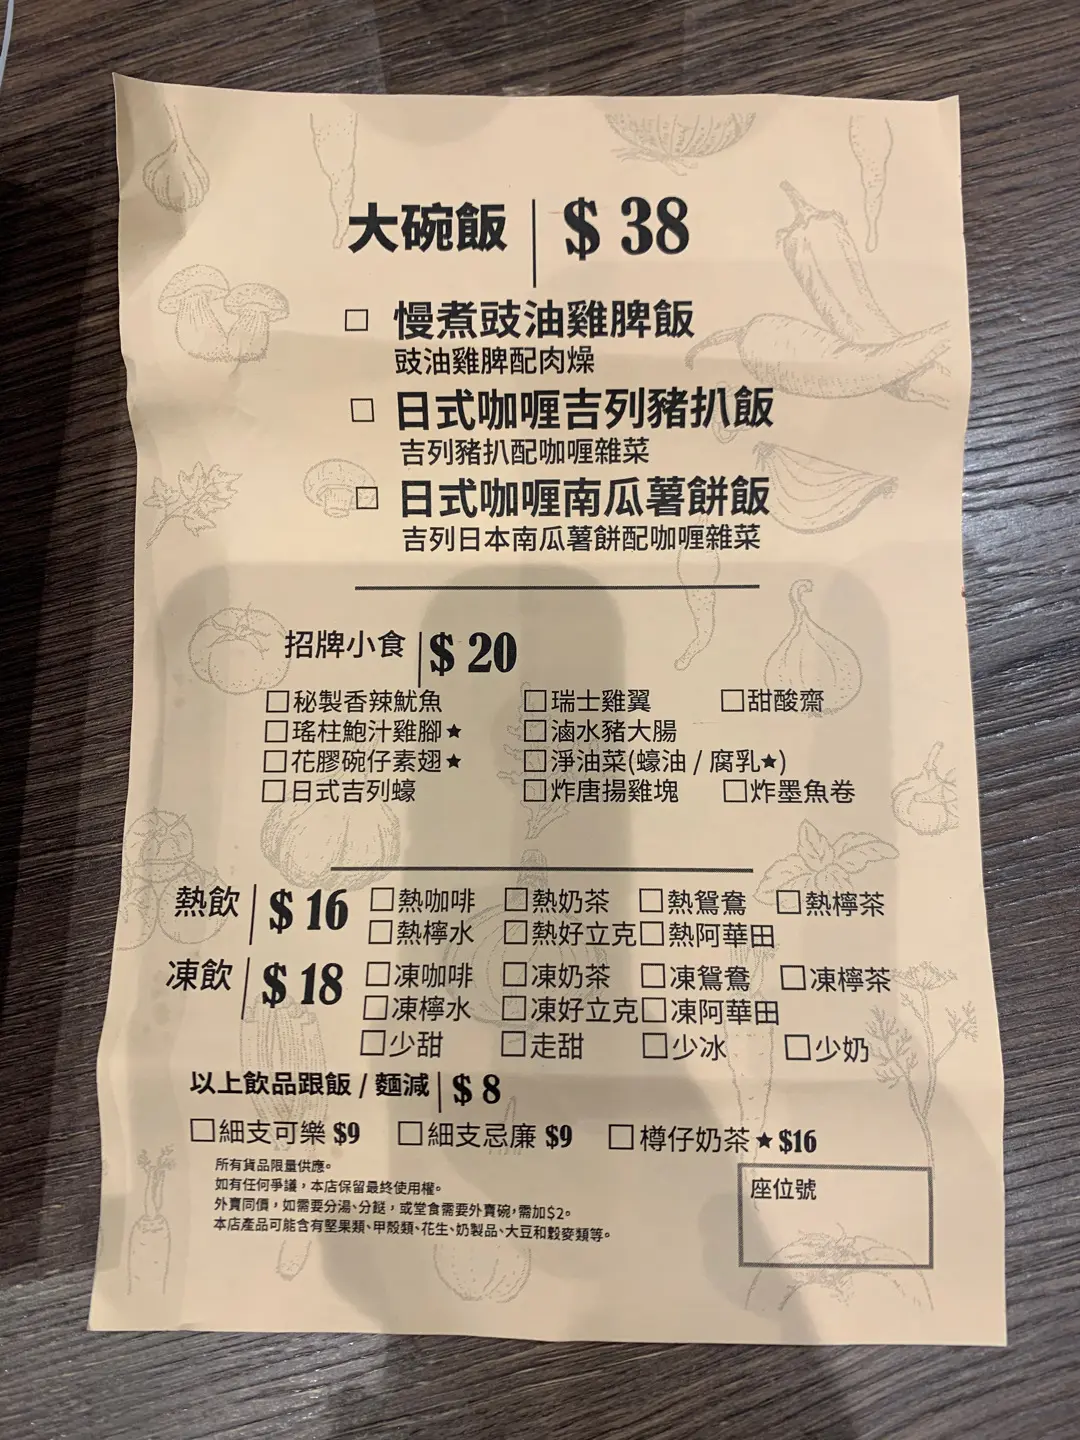 大碗飯 $ 38
□ 慢煮豉油雞脾飯
豉油雞脾配肉燥
□ 日式咖喱吉列豬扒飯
吉列豬扒配咖喱雜菜
□ 日式咖喱南瓜薯餅飯
吉列日本南瓜薯餅配咖喱雜菜
招牌小食 $ 20
□秘製香辣魷魚 □瑞士雞翼 □甜酸齋
□瑤柱鮑汁雞腳★ □滷水豬大腸
□花膠碗仔素翅★ □淨油菜(蠔油 / 腐乳★)
□日式吉列蠔 □炸唐揚雞塊 □炸墨魚卷
熱飲 $ 16 □熱咖啡 □熱奶茶 □熱鴛鴦 □熱檸茶
□熱檸水 □熱好立克 □熱阿華田
凍飲 $ 18 □凍咖啡 □凍奶茶 □凍鴛鴦 □凍檸茶
□凍檸水 □凍好立克 □凍阿華田
□少甜 □走甜 □少冰 □少奶
以上飲品跟飯 / 麵減 $ 8
□細支可樂 $9 □細支忌廉 $9 □樽仔奶茶★ $16
所有貨品限量供應。
如有任何爭議，本店保留最終使用權。
外賣同價，如需要分湯、分餸，或堂食需要外賣碗，需加$2。
本店產品可能含有堅果類、甲殼類、花生、奶製品、大豆和穀麥類等。
座位號